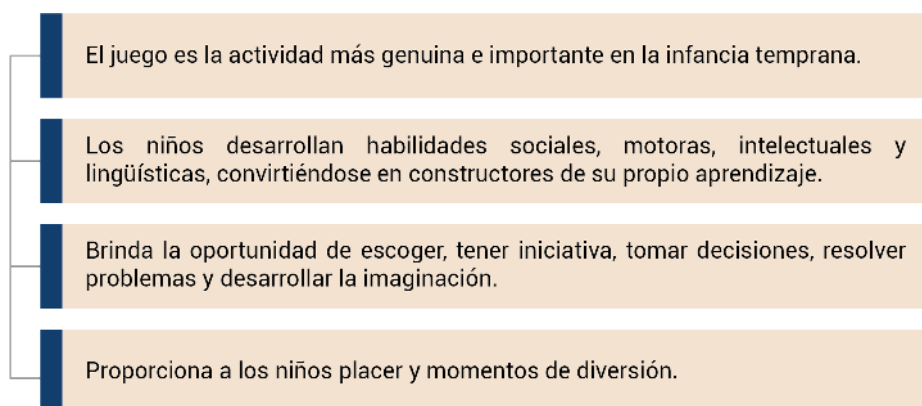 El juego es la actividad más genuina e importante en la infancia temprana.
Los niños desarrollan habilidades sociales, motoras, intelectuales y
lingüísticas, convirtiéndose en constructores de su propio aprendizaje.
Brinda la oportunidad de escoger, tener iniciativa, tomar decisiones, resolver
problemas y desarrollar la imaginación.
Proporciona a los niños placer y momentos de diversión.